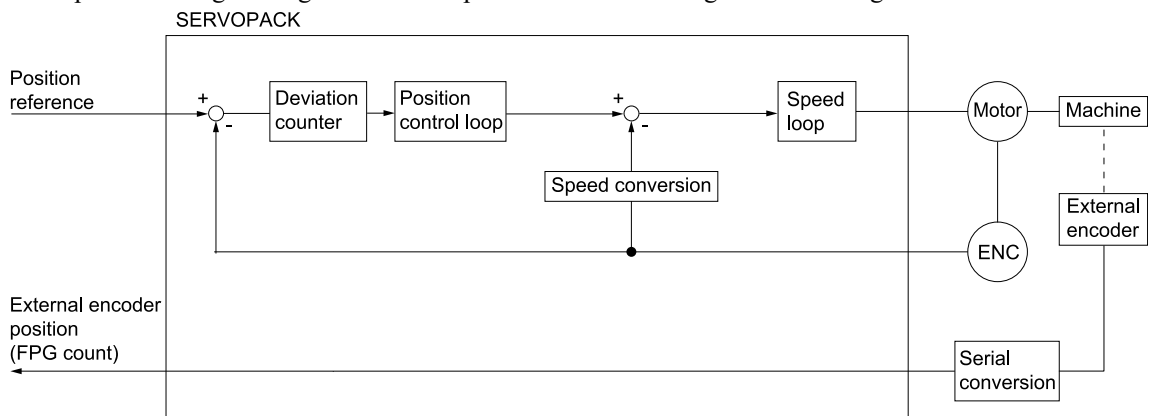 SERVOPACK
Position
reference
+
-
Deviation
counter
Position
control loop
+
-
Speed
loop
Motor
Machine
Speed conversion
External
encoder
ENC
External encoder
position
(FPG count)
Serial
conversion